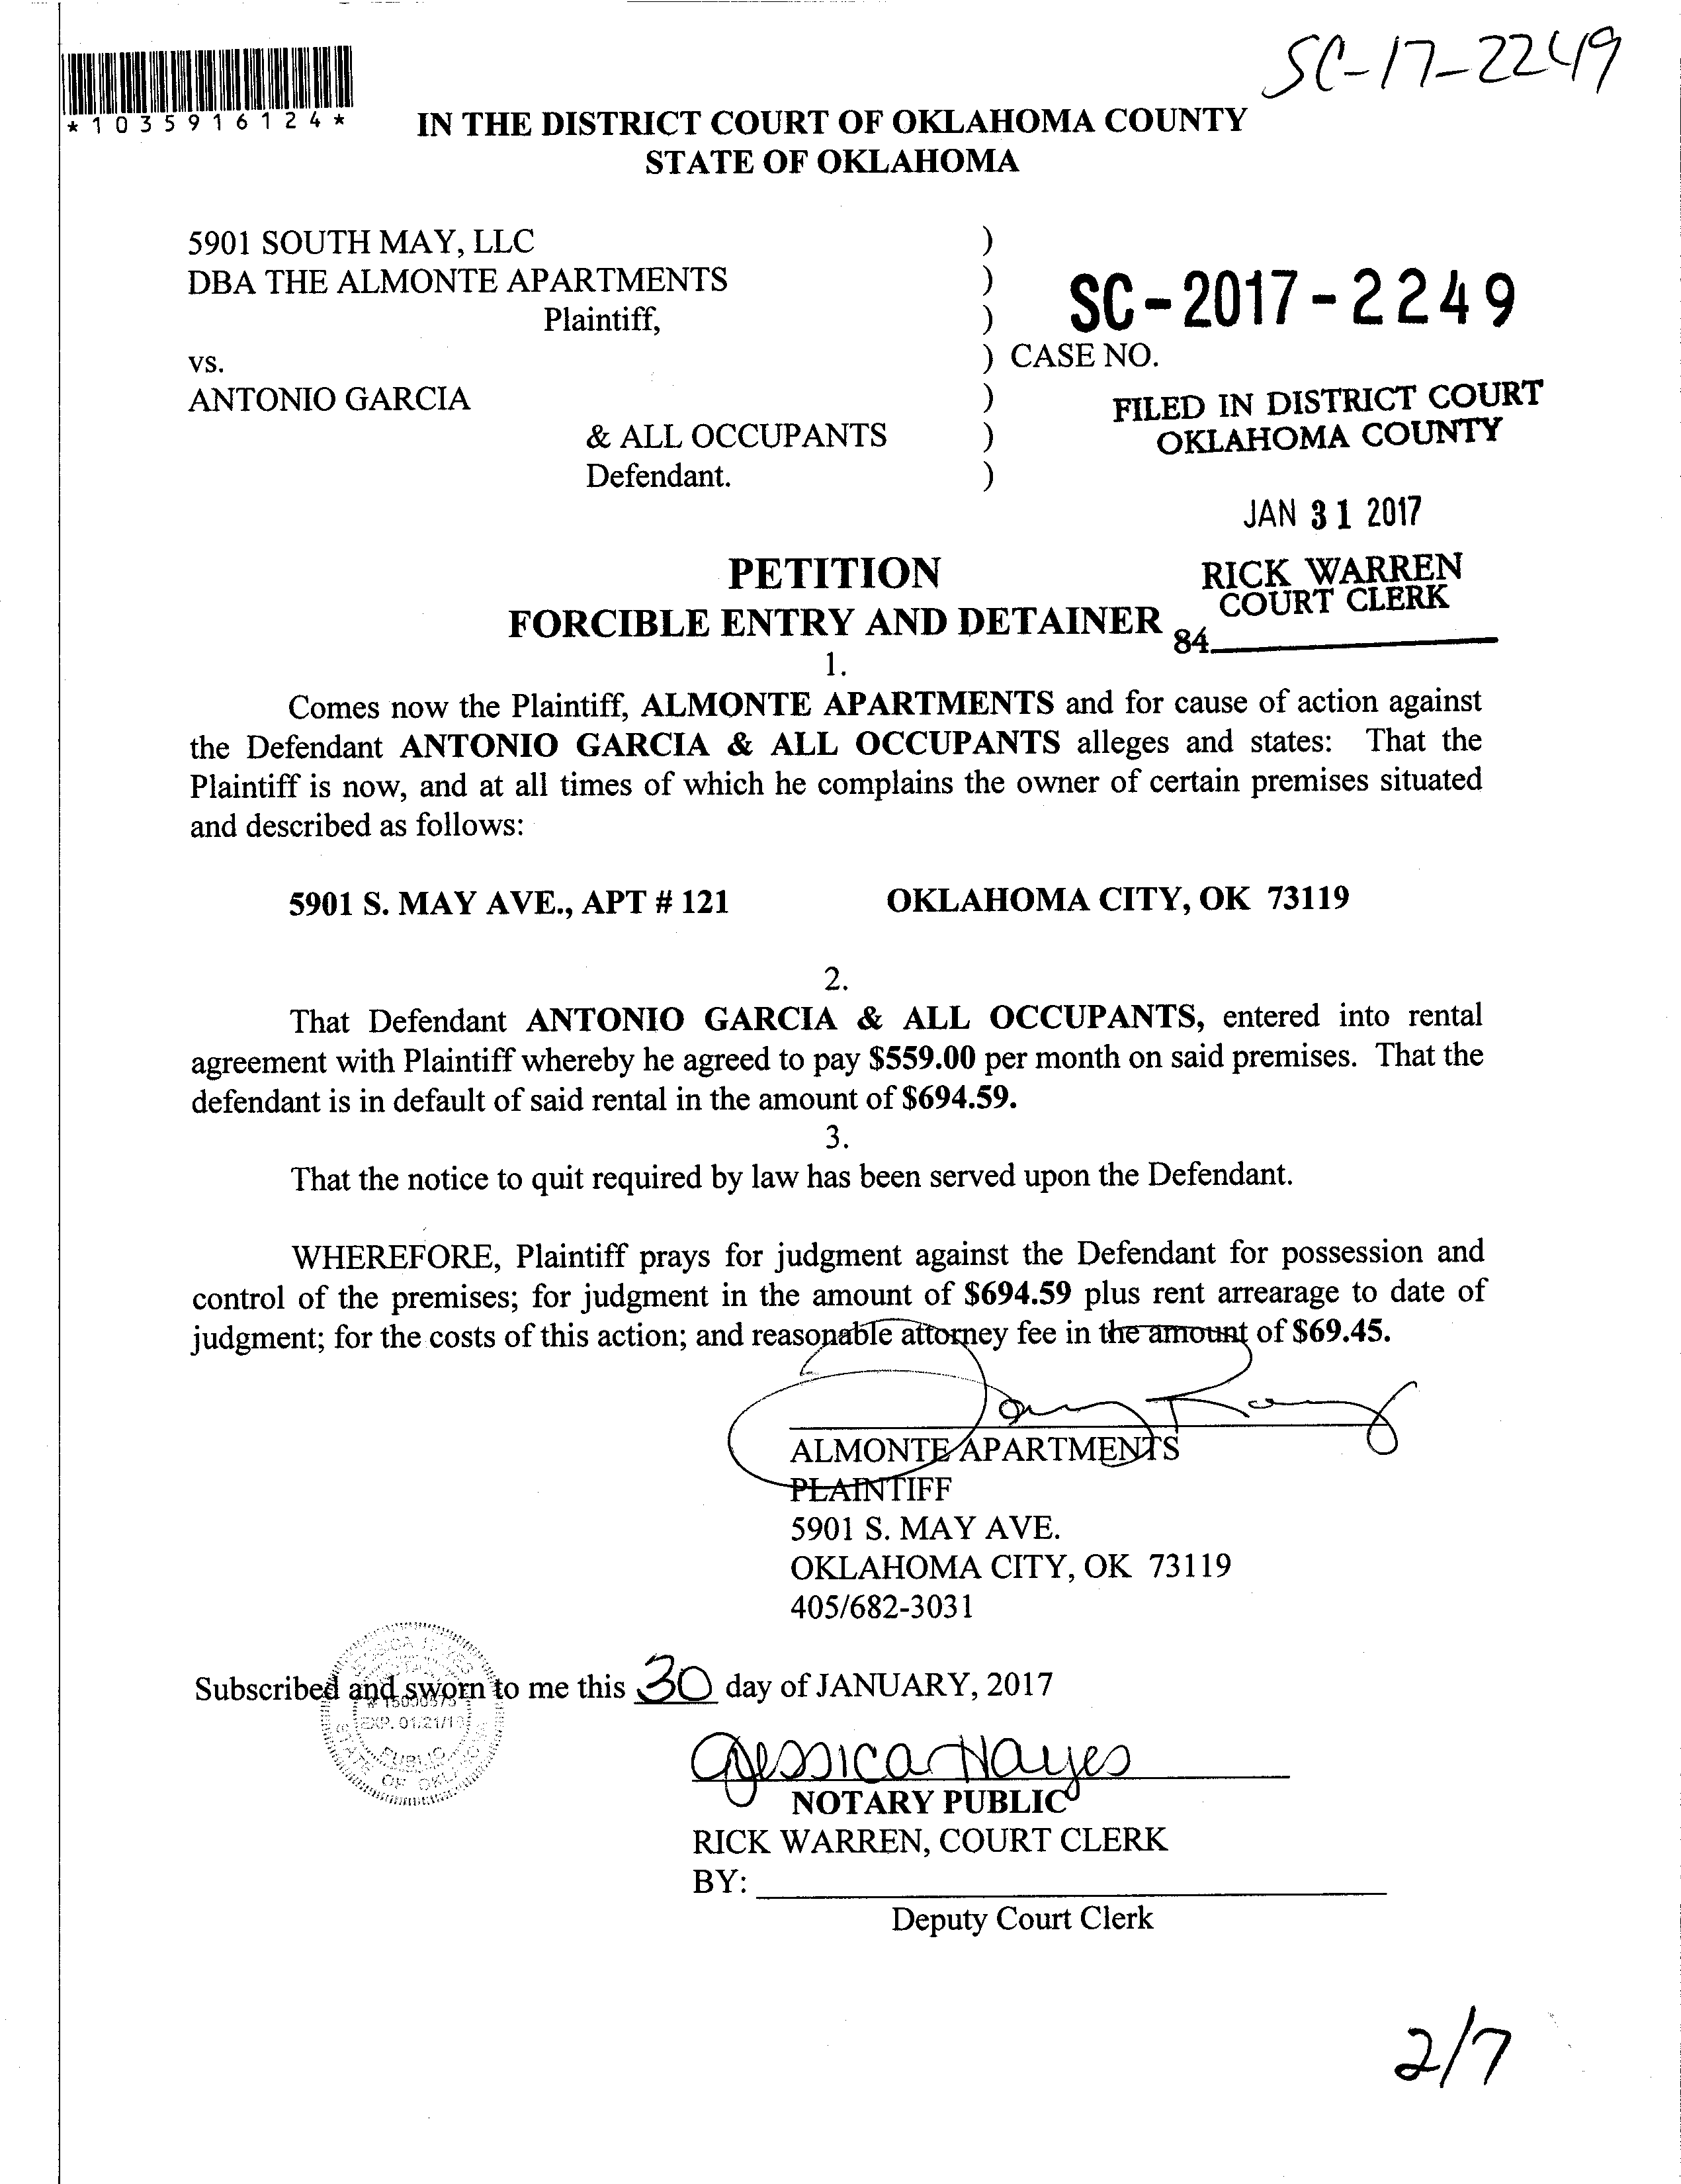 SC-17-2249
*1035916124*
IN THE DISTRICT COURT OF OKLAHOMA COUNTY
STATE OF OKLAHOMA
5901 SOUTH MAY, LLC )
DBA THE ALMONTE APARTMENTS )
Plaintiff, )
SC-2017-2249
vs. ) CASE NO.
ANTONIO GARCIA )
& ALL OCCUPANTS )
Defendant. )
FILED IN DISTRICT COURT
OKLAHOMA COUNTY
JAN 31 2017
RICK WARREN
COURT CLERK
84
PETITION
FORCIBLE ENTRY AND DETAINER
1.
Comes now the Plaintiff, ALMONTE APARTMENTS and for cause of action against
the Defendant ANTONIO GARCIA & ALL OCCUPANTS alleges and states: That the
Plaintiff is now, and at all times of which he complains the owner of certain premises situated
and described as follows:
5901 S. MAY AVE., APT # 121 OKLAHOMA CITY, OK 73119
2.
That Defendant ANTONIO GARCIA & ALL OCCUPANTS, entered into rental
agreement with Plaintiff whereby he agreed to pay $559.00 per month on said premises. That the
defendant is in default of said rental in the amount of $694.59.
3.
That the notice to quit required by law has been served upon the Defendant.
WHEREFORE, Plaintiff prays for judgment against the Defendant for possession and
control of the premises; for judgment in the amount of $694.59 plus rent arrearage to date of
judgment; for the costs of this action; and reasonable attorney fee in the amount of $69.45.
ALMONTE APARTMENTS
PLAINTIFF
5901 S. MAY AVE.
OKLAHOMA CITY, OK 73119
405/682-3031
Subscribed and sworn to me this 30 day of JANUARY, 2017
Jessica Hayes
NOTARY PUBLIC
RICK WARREN, COURT CLERK
BY:
Deputy Court Clerk
2/7